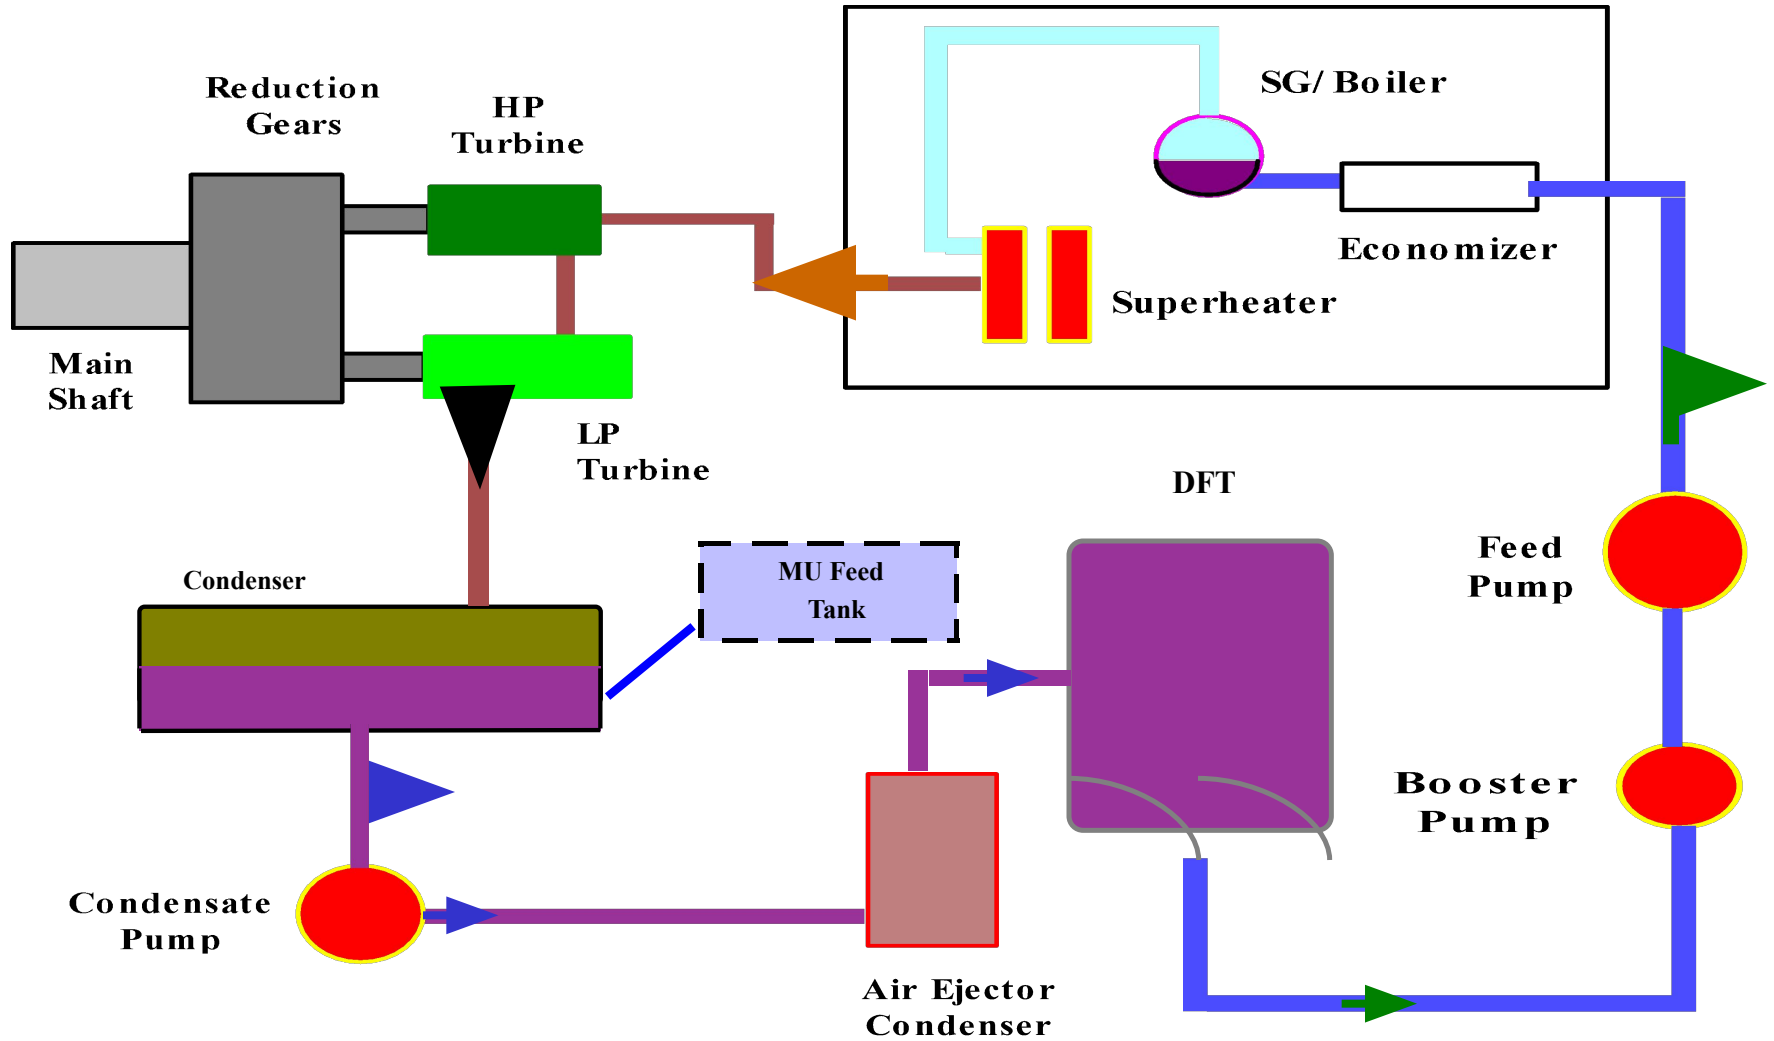 SG/ Boiler
Reduction
Gears
HP
Turbine
Economizer
Superheater
Main
Shaft
LP
Turbine
DFT
Feed
Pump
Condenser
MU Feed
Tank
Booster
Pump
Condensate
Pump
Air Ejector
Condenser